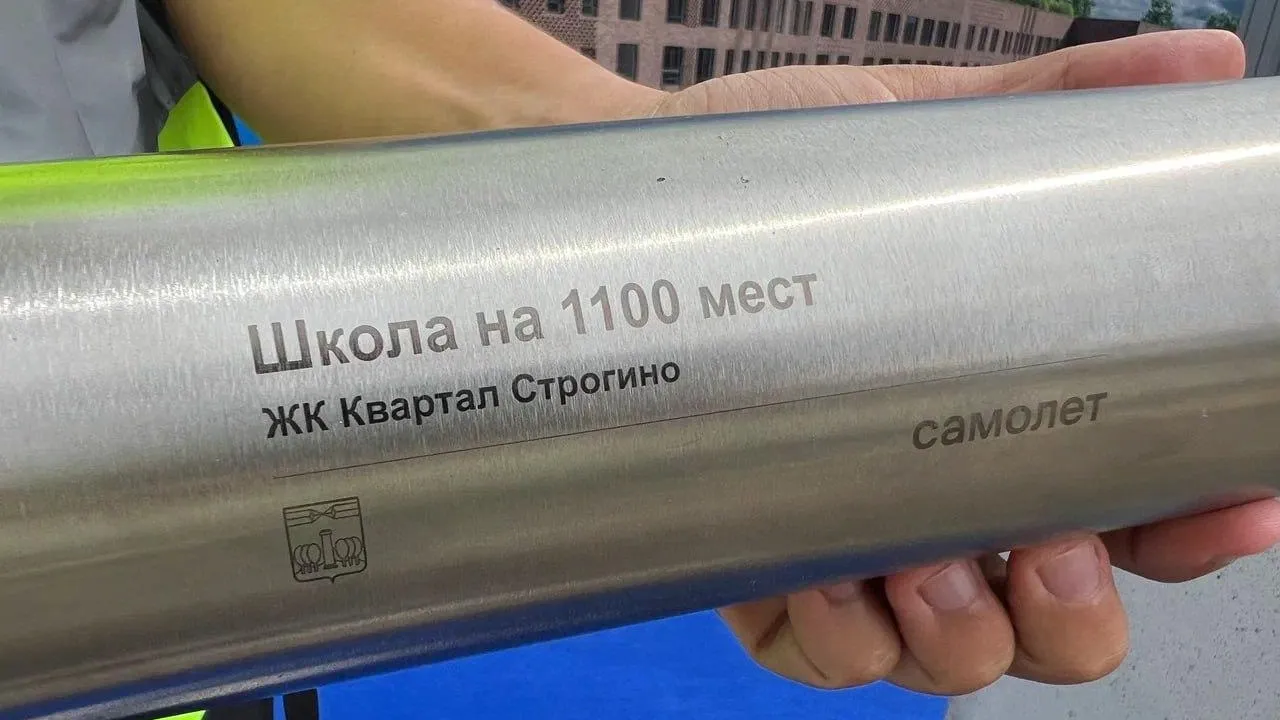 Школа на 1100 мест
ЖК Квартал Строгино
самолет